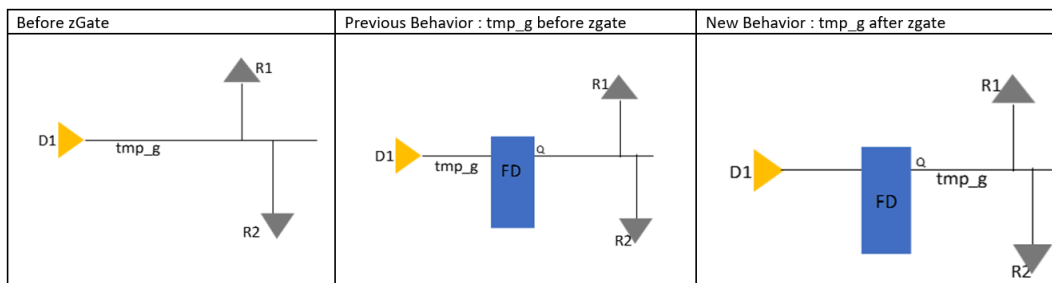 Before zGate
Previous Behavior : tmp_g before zgate
New Behavior : tmp_g after zgate
R1
D1
tmp_g
R2
R1
D1
Q
tmp_g
FD
R2
R1
D1
Q
tmp_g
FD
R2